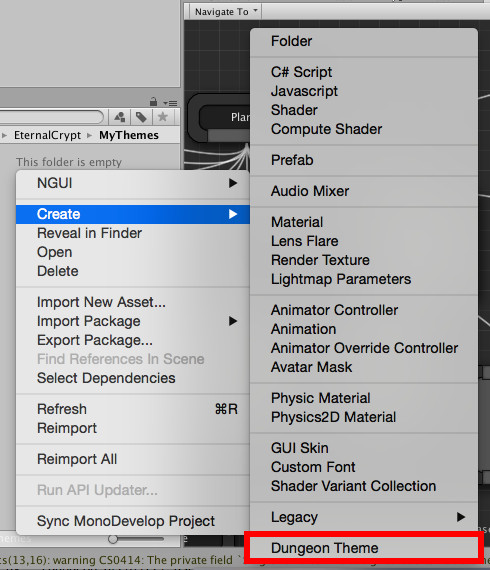 Navigate To
Plan
EternalCrypt ▸ MyThemes
This folder is empty
NGUI
Create
Reveal in Finder
Open
Delete
Import New Asset...
Import Package
Export Package...
Find References In Scene
Select Dependencies
Refresh ⌘R
Reimport
Reimport All
Run API Updater...
Sync MonoDevelop Project
Folder
C# Script
Javascript
Shader
Compute Shader
Prefab
Audio Mixer
Material
Lens Flare
Render Texture
Lightmap Parameters
Animator Controller
Animation
Animator Override Controller
Avatar Mask
Physic Material
Physics2D Material
GUI Skin
Custom Font
Shader Variant Collection
Legacy
Dungeon Theme
cs(13,16): warning CS0414: The private field `